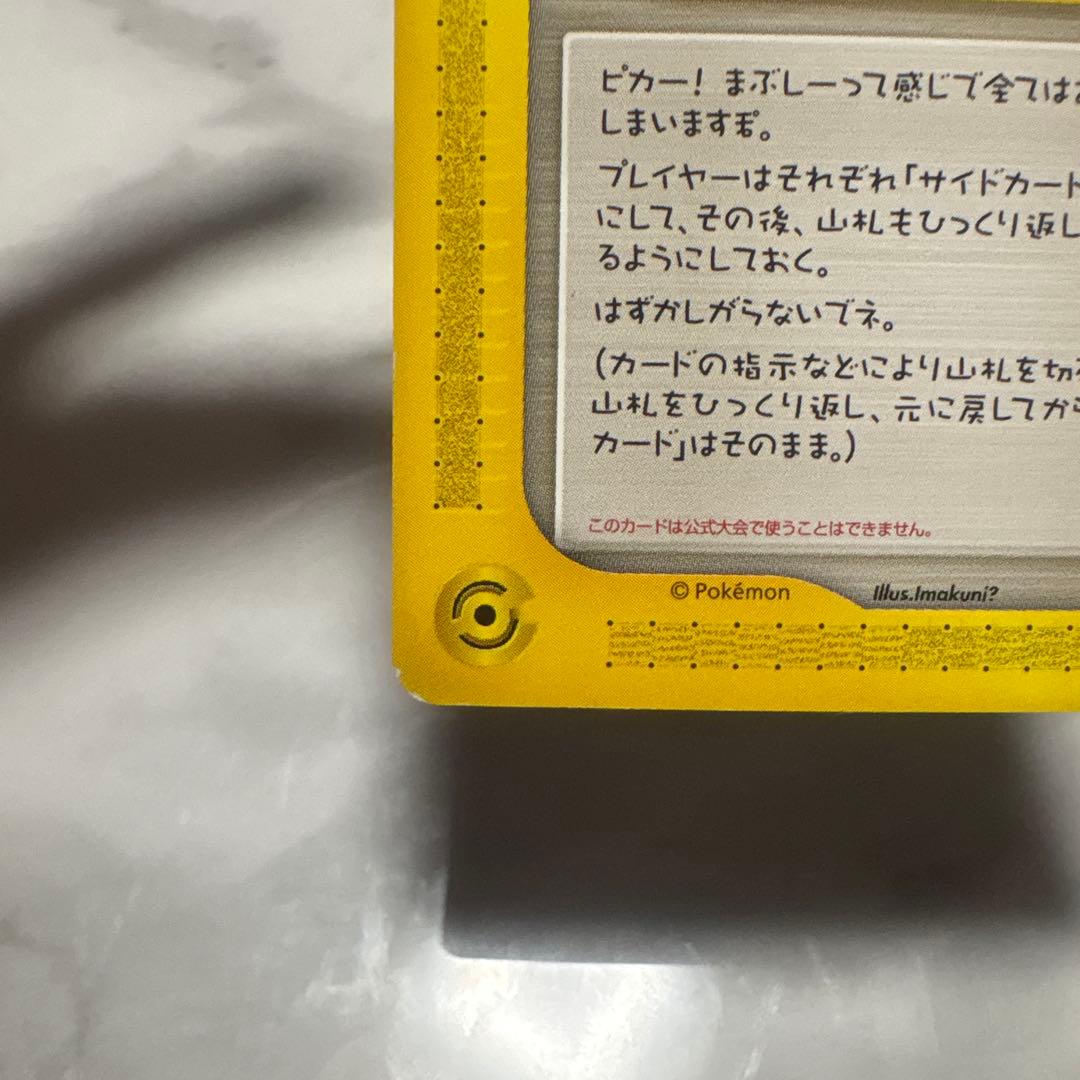 ピカー! まぶしーって感じで全てはお
しまいますぞ。
プレイヤーはそれぞれ「サイドカード
にして、その後、山札もひっくり返し
るようにしておく。
はずかしがらないでネ。
(カードの指示などにより山札を切
山札をひっくり返し、元に戻してから
カード」はそのまま。)
このカードは公式大会で使うことはできません。
© Pokémon
Illus.Imakuni?